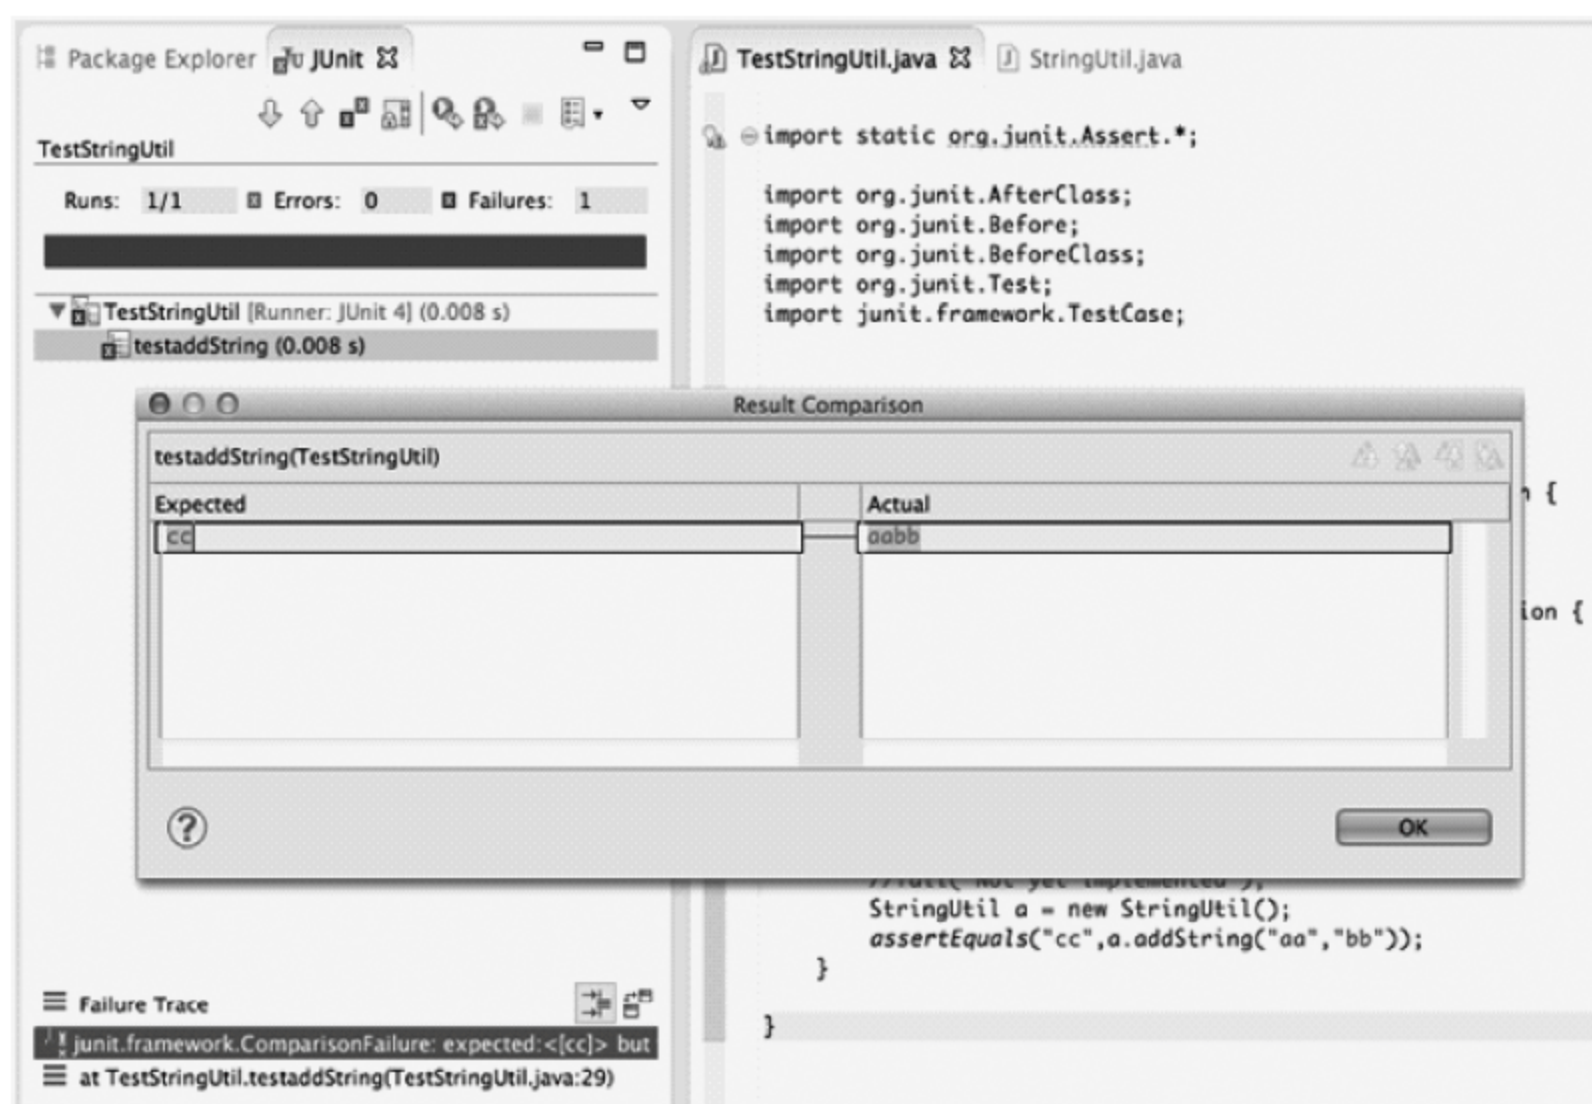 Package Explorer JUnit
TestStringUtil
Runs: 1/1 Errors: 0 Failures: 1
TestStringUtil [Runner: JUnit 4] (0.008 s)
testaddString (0.008 s)
TestStringUtil.java StringUtil.java
import static org.junit.Assert.*;
import org.junit.AfterClass;
import org.junit.Before;
import org.junit.BeforeClass;
import org.junit.Test;
import junit.framework.TestCase;
Result Comparison
testaddString(TestStringUtil)
Expected Actual
cc aabb
{
ion {
?
OK
StringUtil a = new StringUtil();
assertEquals("cc",a.addString("aa","bb"));
}
}
Failure Trace
junit.framework.ComparisonFailure: expected:<[cc]> but
at TestStringUtil.testaddString(TestStringUtil.java:29)